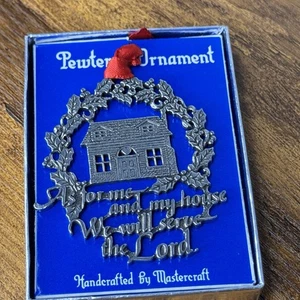 Pewter Ornament
As for me
and my house
We will serve
the Lord.
Handcrafted by Mastercraft